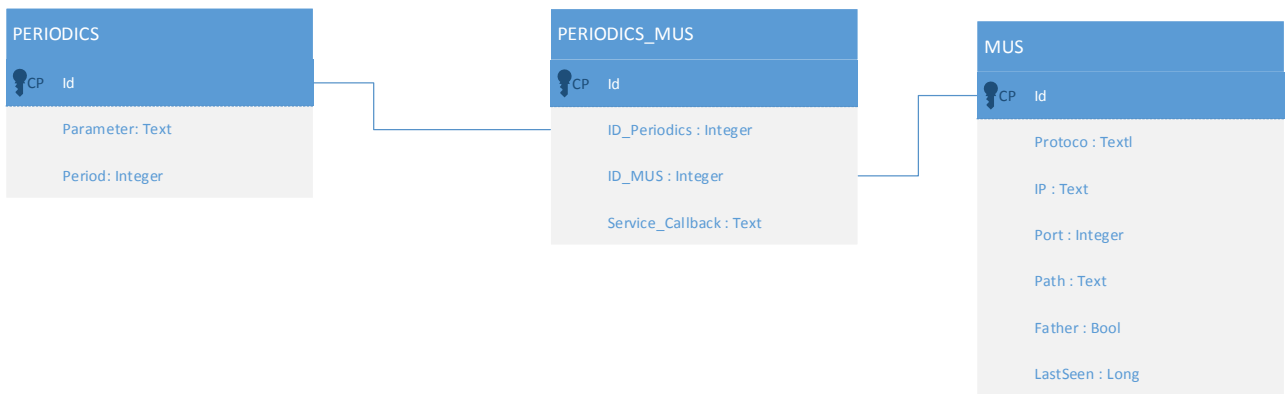 PERIODICS
CP Id
Parameter: Text
Period: Integer
PERIODICS_MUS
CP Id
ID_Periodics : Integer
ID_MUS : Integer
Service_Callback : Text
MUS
CP Id
Protoco : Textl
IP : Text
Port : Integer
Path : Text
Father : Bool
LastSeen : Long